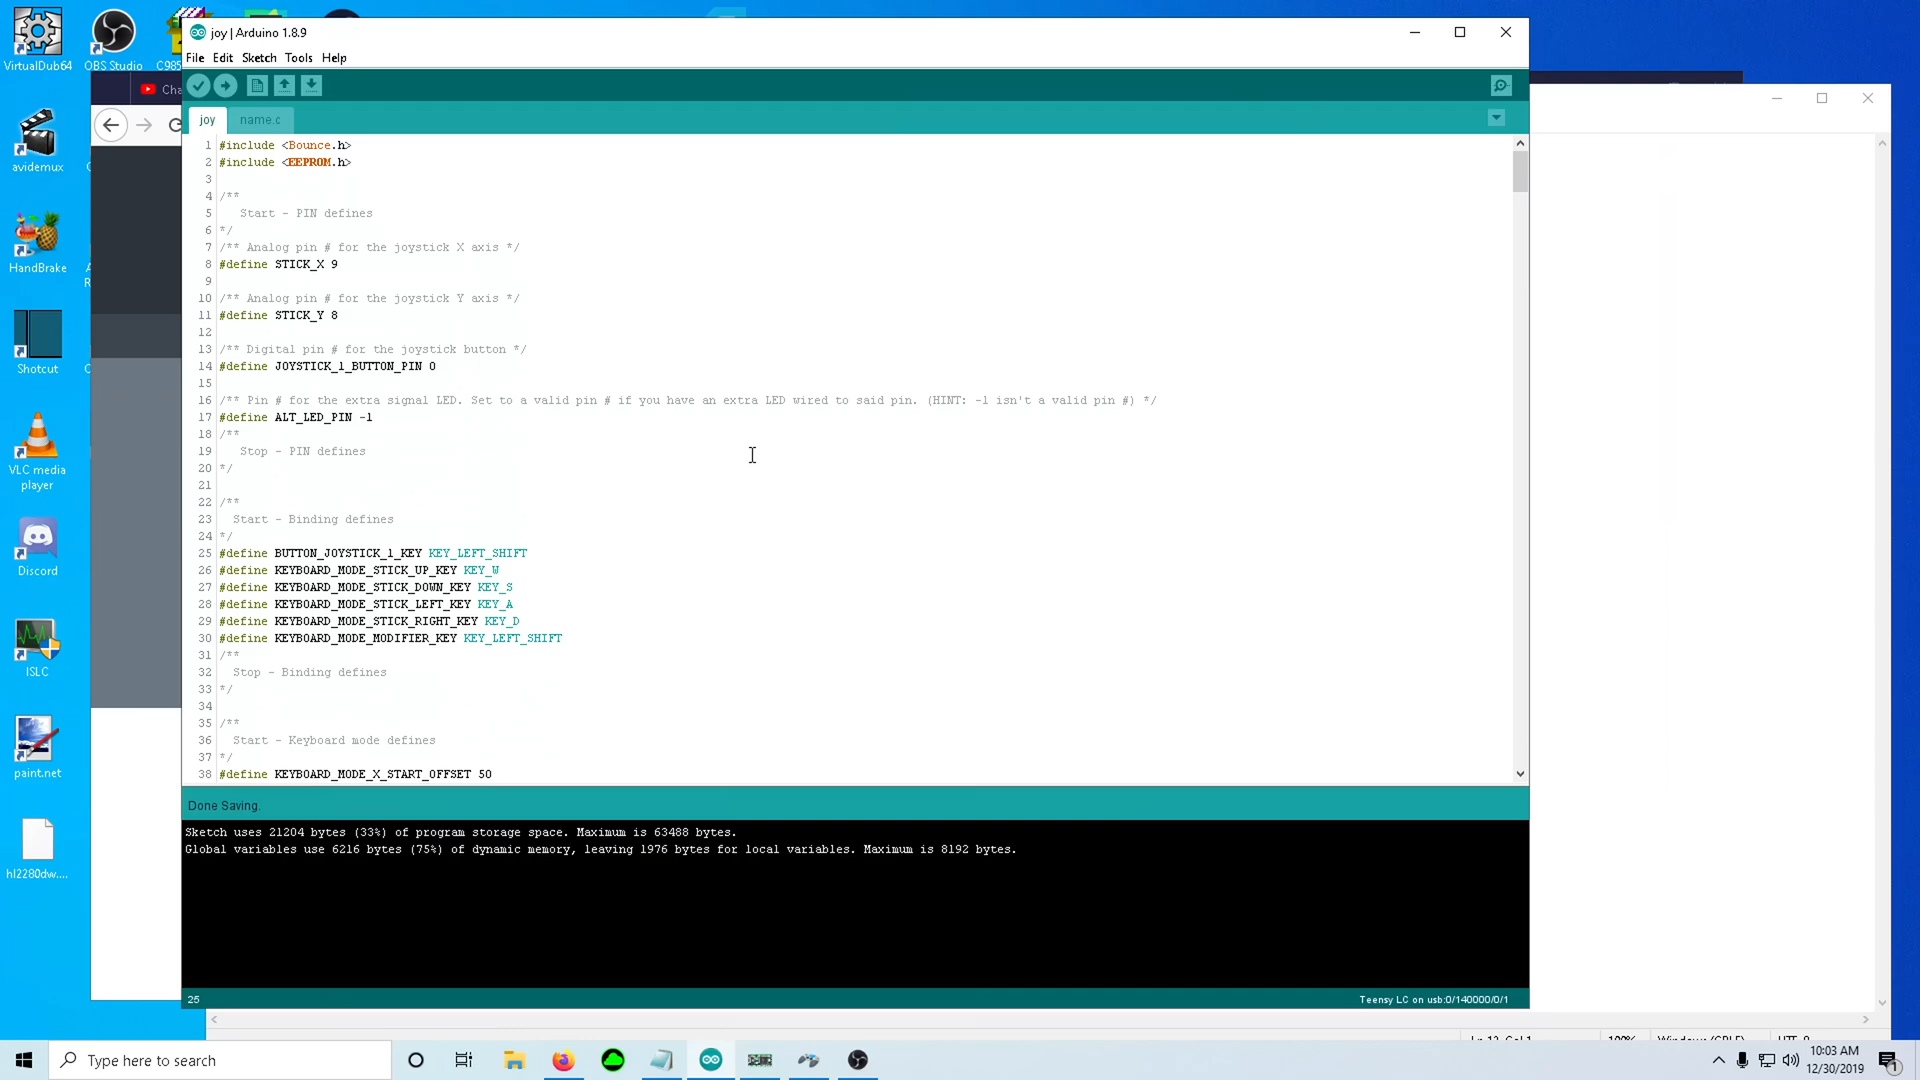 VirtualDub64
OBS Studio
C985
avidemux
HandBrake
Shotcut
VLC media
player
Discord
ISLC
paint.net
hl2280dw....
Cha
joy | Arduino 1.8.9
File Edit Sketch Tools Help
joy name.c
1 #include <Bounce.h>
2 #include <EEPROM.h>
3
4 /**
5 Start - PIN defines
6 */
7 /** Analog pin # for the joystick X axis */
8 #define STICK_X 9
9
10 /** Analog pin # for the joystick Y axis */
11 #define STICK_Y 8
12
13 /** Digital pin # for the joystick button */
14 #define JOYSTICK_1_BUTTON_PIN 0
15
16 /** Pin # for the extra signal LED. Set to a valid pin # if you have an extra LED wired to said pin. (HINT: -1 isn't a valid pin #) */
17 #define ALT_LED_PIN -1
18 /**
19 Stop - PIN defines
20 */
21
22 /**
23 Start - Binding defines
24 */
25 #define BUTTON_JOYSTICK_1_KEY KEY_LEFT_SHIFT
26 #define KEYBOARD_MODE_STICK_UP_KEY KEY_W
27 #define KEYBOARD_MODE_STICK_DOWN_KEY KEY_S
28 #define KEYBOARD_MODE_STICK_LEFT_KEY KEY_A
29 #define KEYBOARD_MODE_STICK_RIGHT_KEY KEY_D
30 #define KEYBOARD_MODE_MODIFIER_KEY KEY_LEFT_SHIFT
31 /**
32 Stop - Binding defines
33 */
34
35 /**
36 Start - Keyboard mode defines
37 */
38 #define KEYBOARD_MODE_X_START_OFFSET 50
Done Saving.
Sketch uses 21204 bytes (33%) of program storage space. Maximum is 63488 bytes.
Global variables use 6216 bytes (75%) of dynamic memory, leaving 1976 bytes for local variables. Maximum is 8192 bytes.
25
Teensy LC on usb:0/140000/0/1
Type here to search
10:03 AM
12/30/2019
1